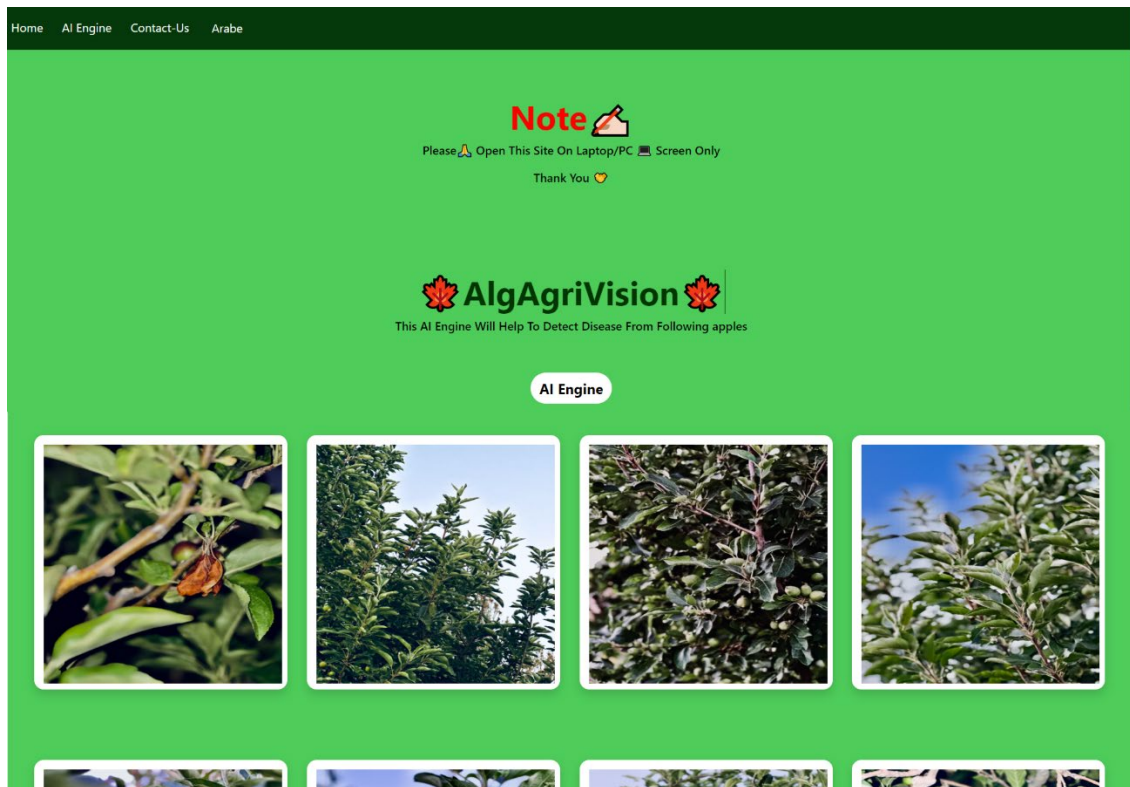 Home AI Engine Contact-Us Arabe
Note✍
Please🙏 Open This Site On Laptop/PC 💻 Screen Only
Thank You 💛
🍁AlgAgriVision🍁
This AI Engine Will Help To Detect Disease From Following apples
AI Engine